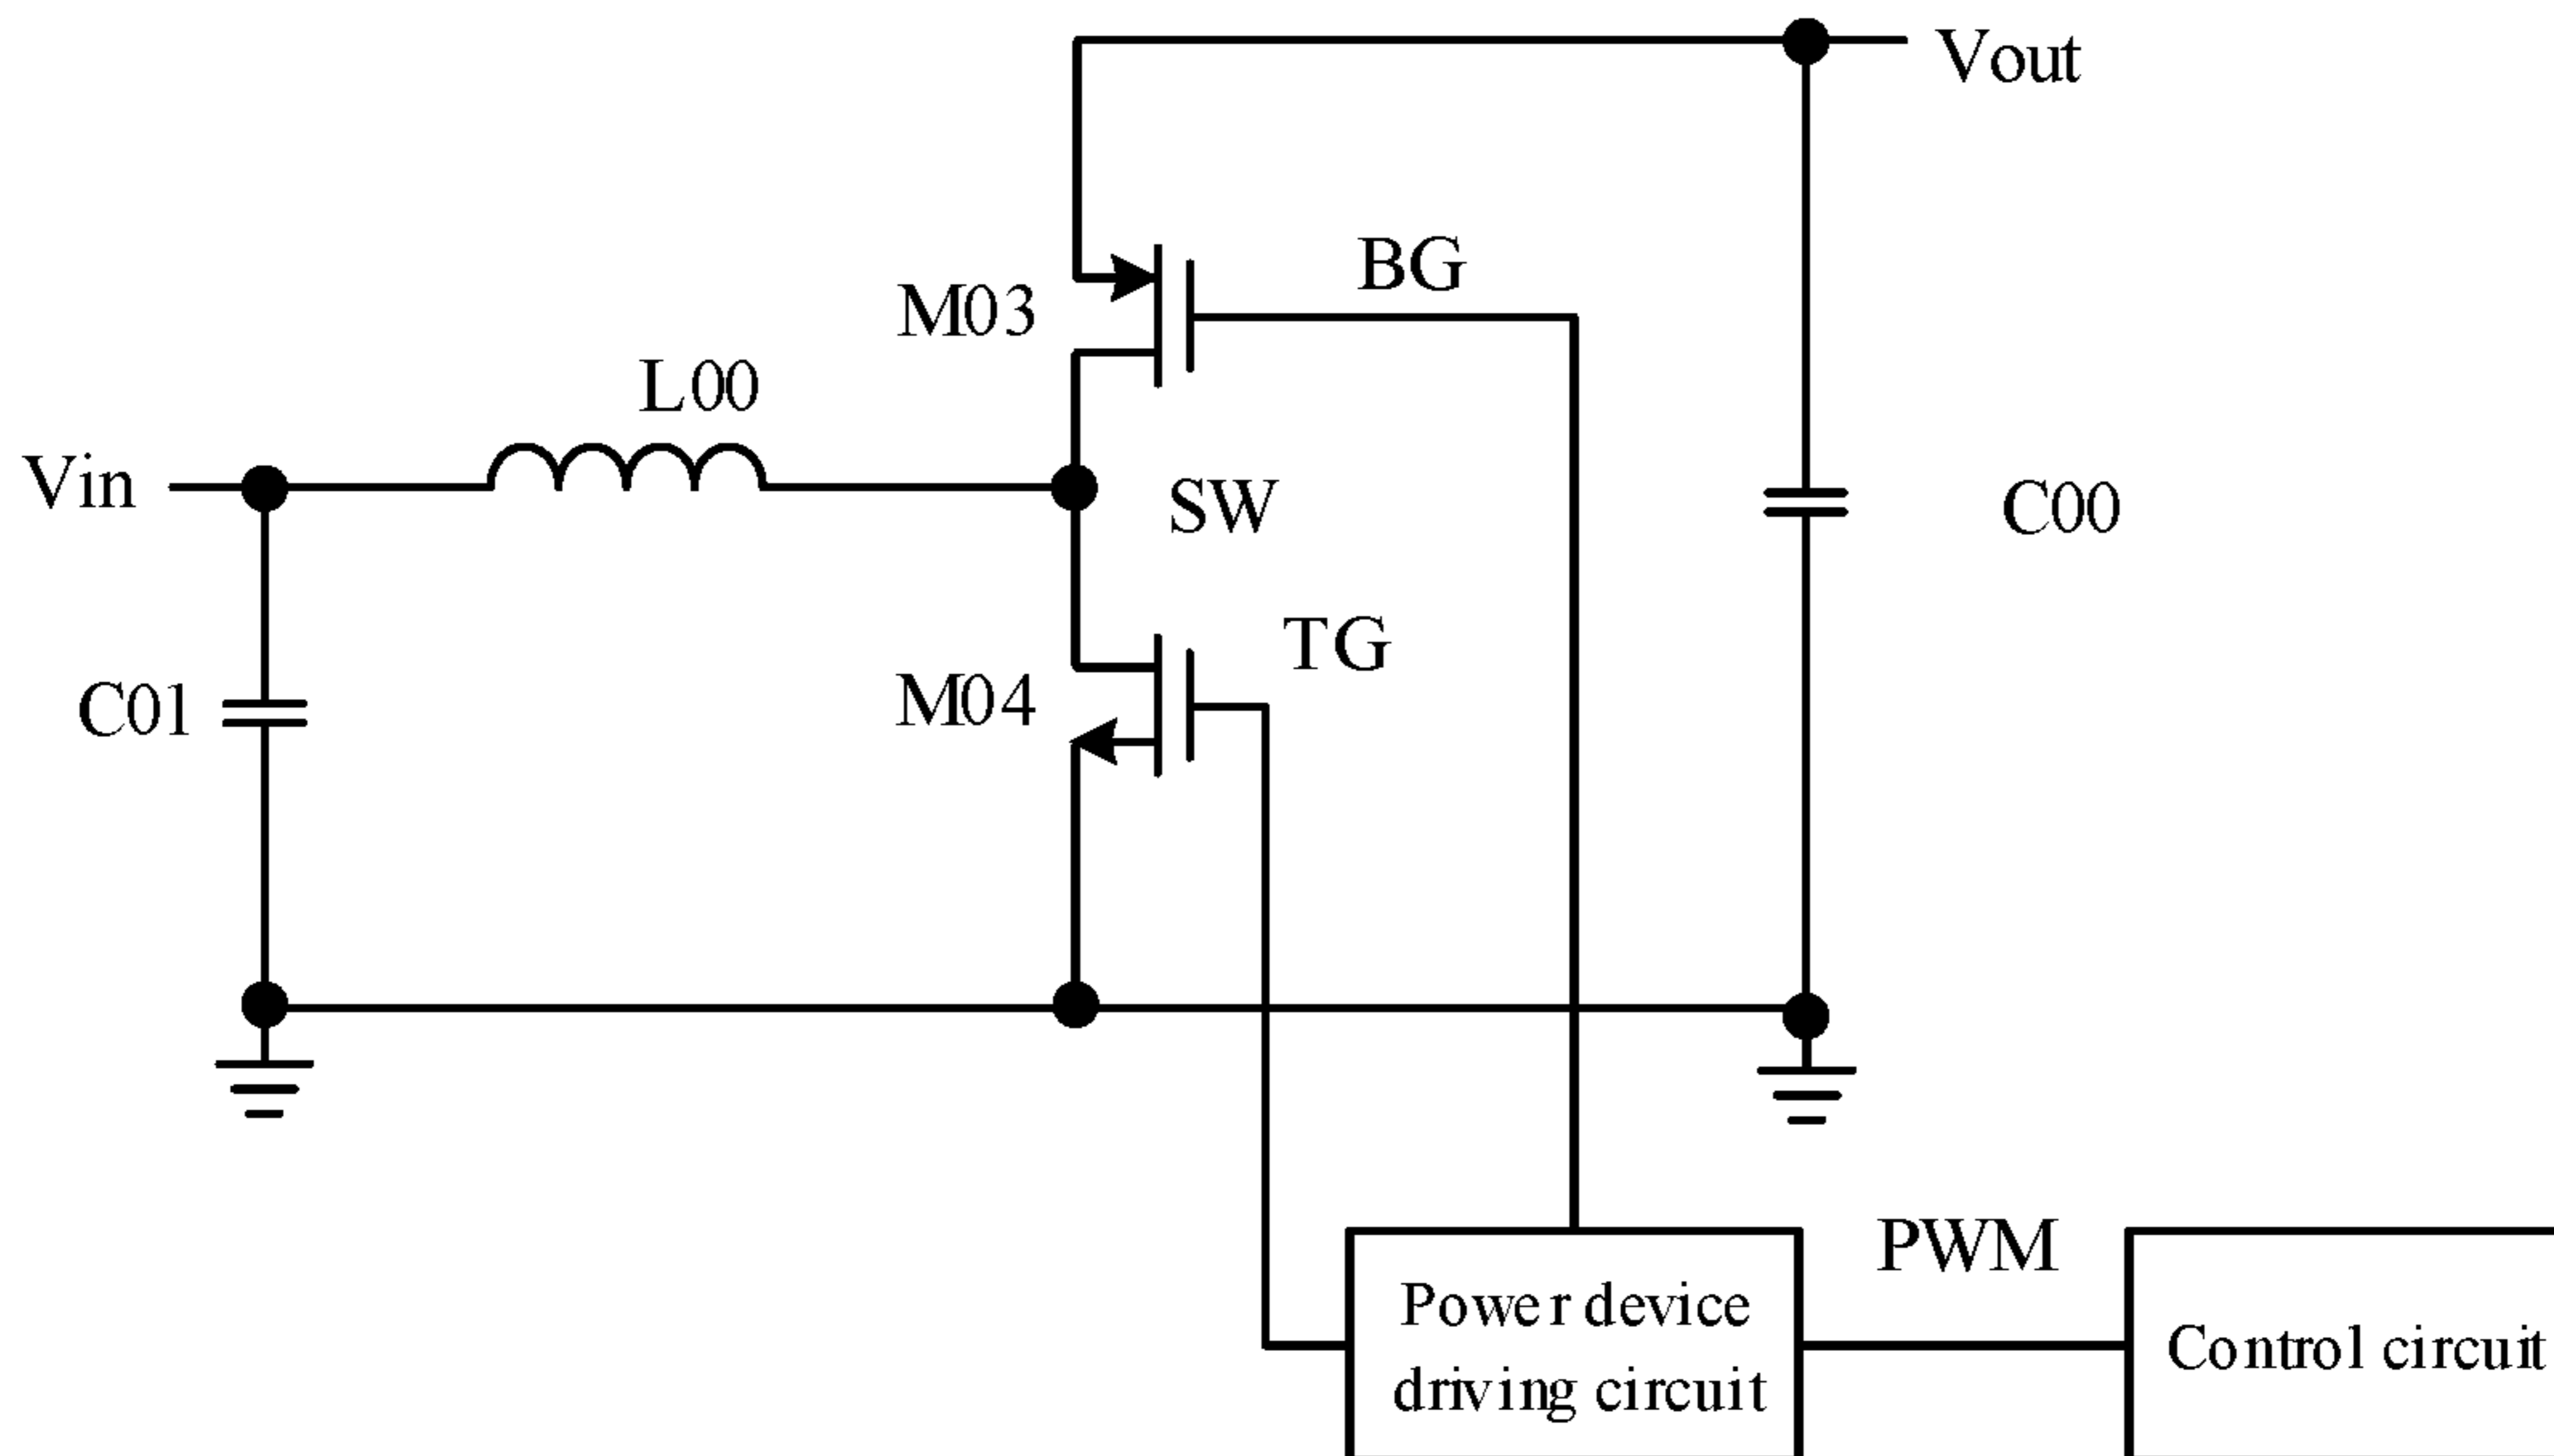 Vout
BG
M03
L00
Vin
SW
C00
TG
M04
C01
PWM
Power device
driving circuit
Control circuit